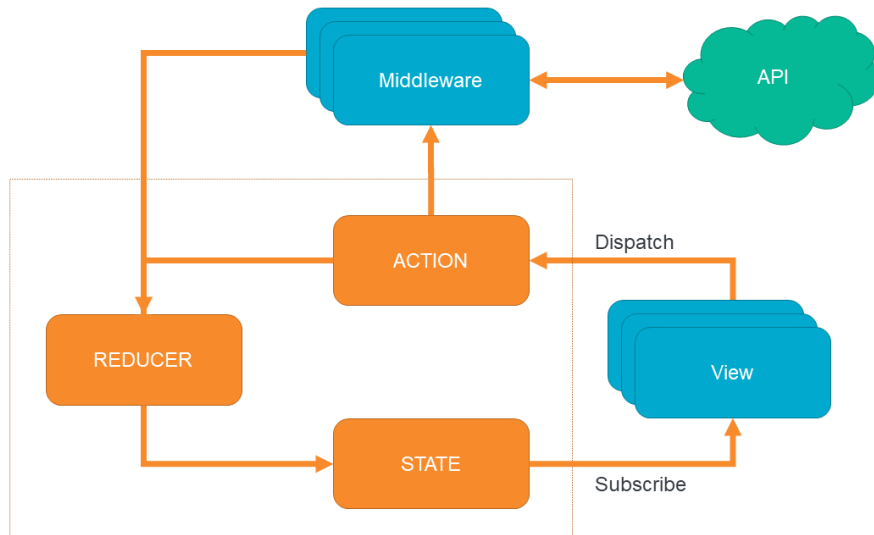 Middleware
API
ACTION
Dispatch
REDUCER
View
STATE
Subscribe